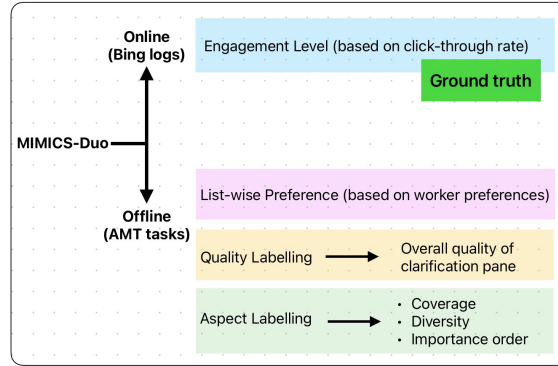 Online
(Bing logs)
Engagement Level (based on click-through rate)
Ground truth
MIMICS-Duo
Offline
(AMT tasks)
List-wise Preference (based on worker preferences)
Quality Labelling
Overall quality of
clarification pane
Aspect Labelling
• Coverage
• Diversity
• Importance order